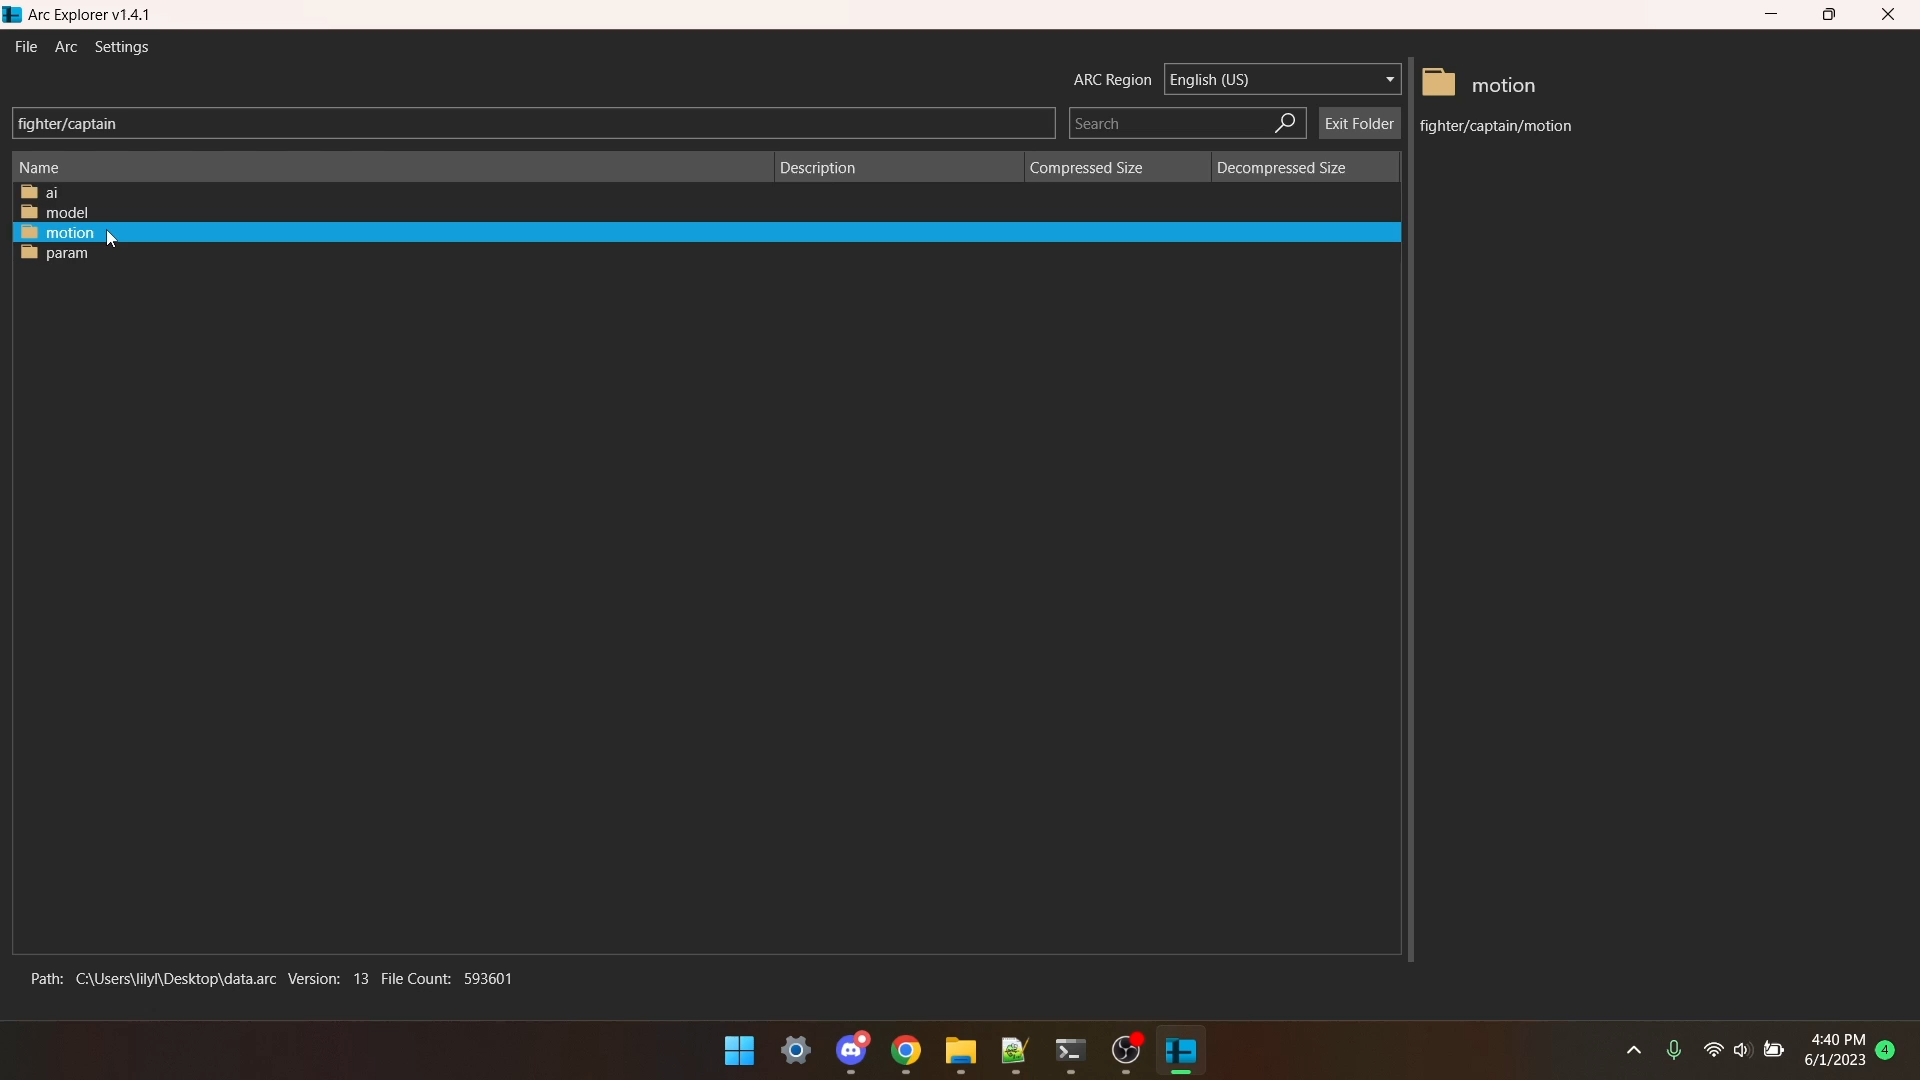 Arc Explorer v1.4.1
File Arc Settings
ARC Region English (US)
fighter/captain Search Exit Folder
Name Description Compressed Size Decompressed Size
ai
model
motion
param
motion
fighter/captain/motion
Path: C:\Users\lilyl\Desktop\data.arc Version: 13 File Count: 593601
4:40 PM
6/1/2023 4